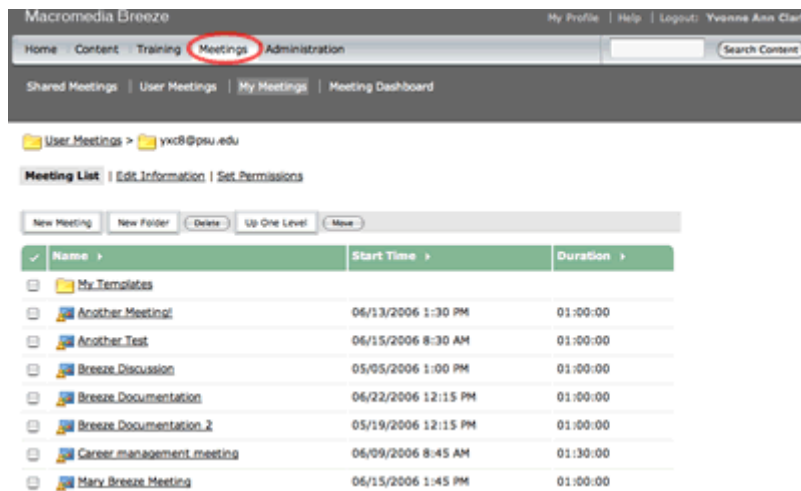 Macromedia Breeze
My Profile | Help | Logout: Yvonne Ann Clar
Home Content Training Meetings Administration Search Content
Shared Meetings | User Meetings | My Meetings | Meeting Dashboard
User Meetings > yxc8@psu.edu
Meeting List | Edit Information | Set Permissions
New Meeting New Folder Delete Up One Level Move
Name Start Time Duration
My Templates
Another Meeting! 06/13/2006 1:30 PM 01:00:00
Another Test 06/15/2006 8:30 AM 01:00:00
Breeze Discussion 05/05/2006 1:00 PM 01:00:00
Breeze Documentation 06/22/2006 12:15 PM 01:00:00
Breeze Documentation 2 05/19/2006 12:15 PM 01:00:00
Career management meeting 06/09/2006 8:45 AM 01:30:00
Mary Breeze Meeting 06/15/2006 1:45 PM 01:00:00